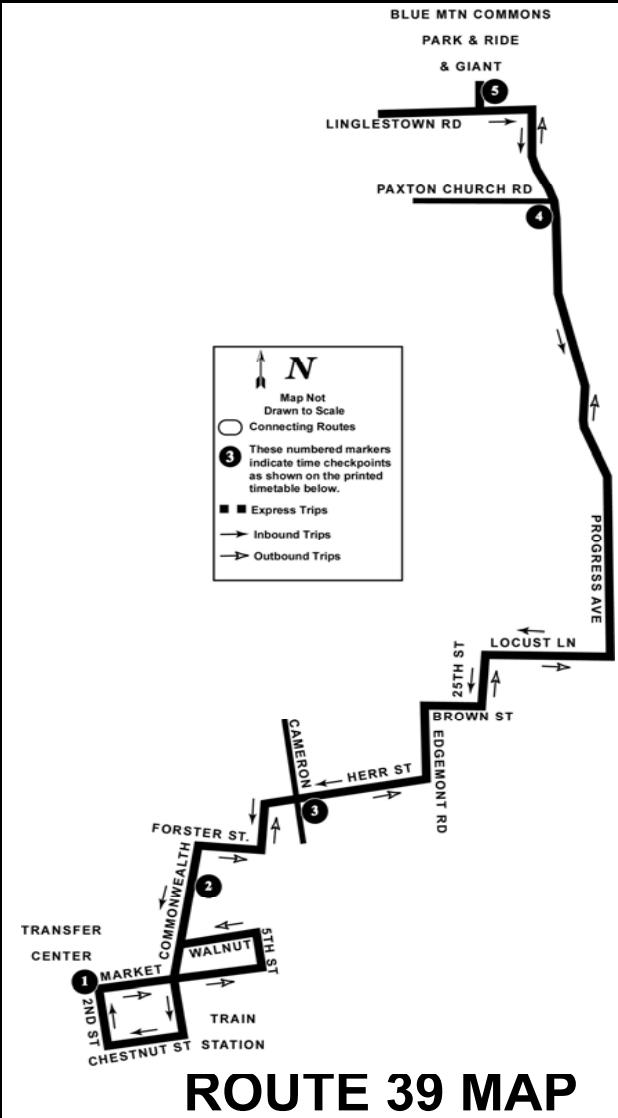 BLUE MTN COMMONS
PARK & RIDE
& GIANT
5
LINGLESTOWN RD
PAXTON CHURCH RD
4
N
Map Not
Drawn to Scale
Connecting Routes
3
These numbered markers
indicate time checkpoints
as shown on the printed
timetable below.
Express Trips
Inbound Trips
Outbound Trips
PROGRESS AVE
LOCUST LN
25TH ST
BROWN ST
EDGEMONT RD
CAMERON
HERR ST
3
FORSTER ST.
COMMONWEALTH
2
TRANSFER
CENTER
WALNUT
5TH ST
1
MARKET
2ND ST
CHESTNUT ST
TRAIN
STATION
ROUTE 39 MAP